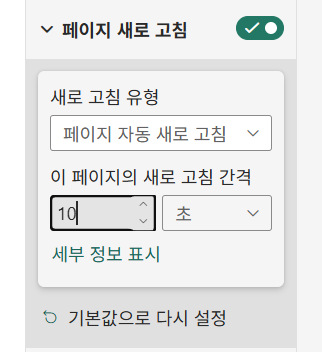 페이지 새로 고침
새로 고침 유형
페이지 자동 새로 고침
이 페이지의 새로 고침 간격
10 초
세부 정보 표시
기본값으로 다시 설정